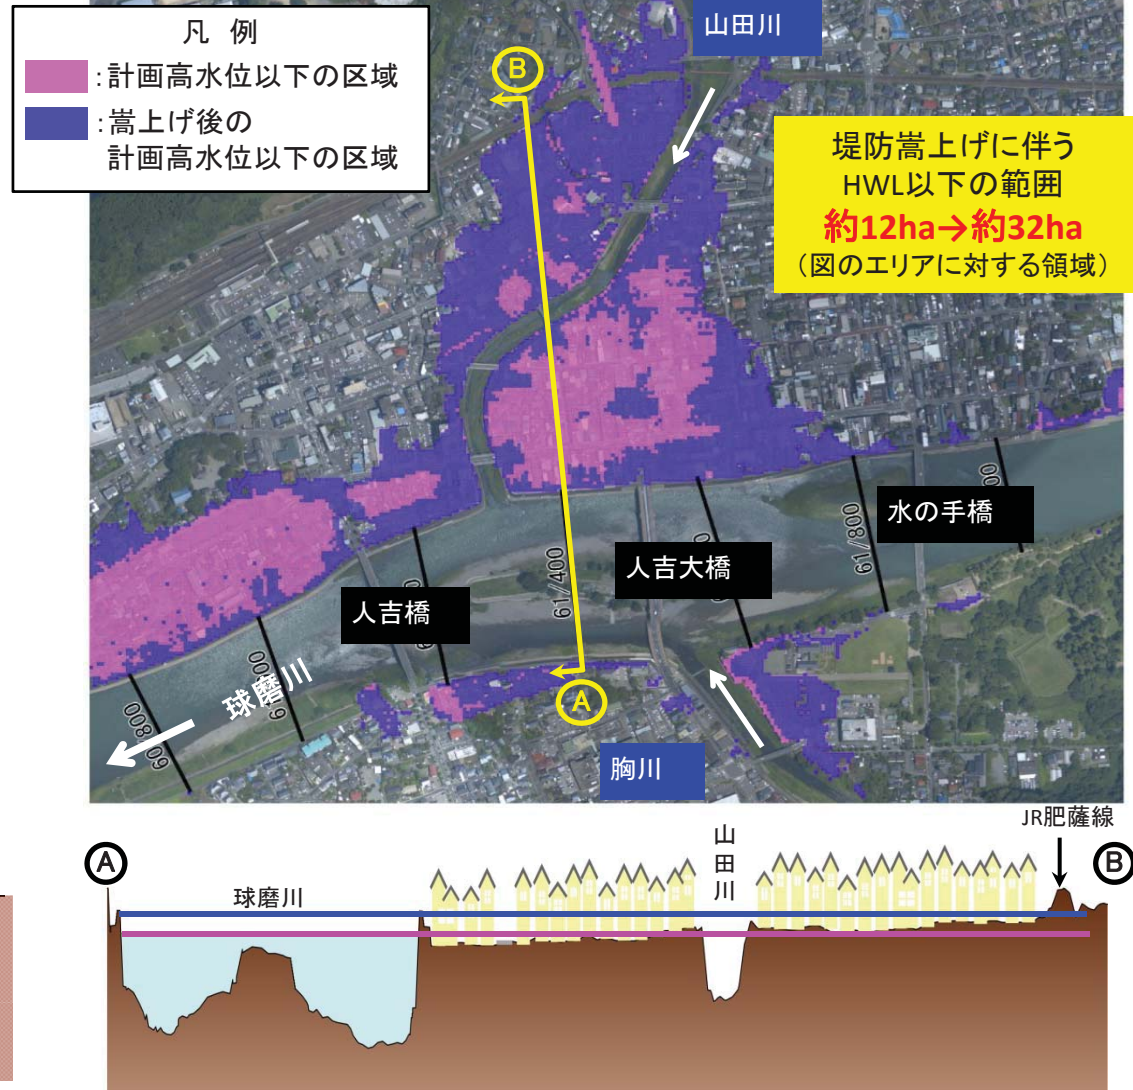 凡 例
:計画高水位以下の区域
:嵩上げ後の
計画高水位以下の区域
山田川
B
堤防嵩上げに伴う
HWL以下の範囲
約12ha→約32ha
（図のエリアに対する領域）
水の手橋
61/800
人吉大橋
61/400
人吉橋
球磨川
60/800
A
胸川
JR肥薩線
A
球磨川
山田川
B